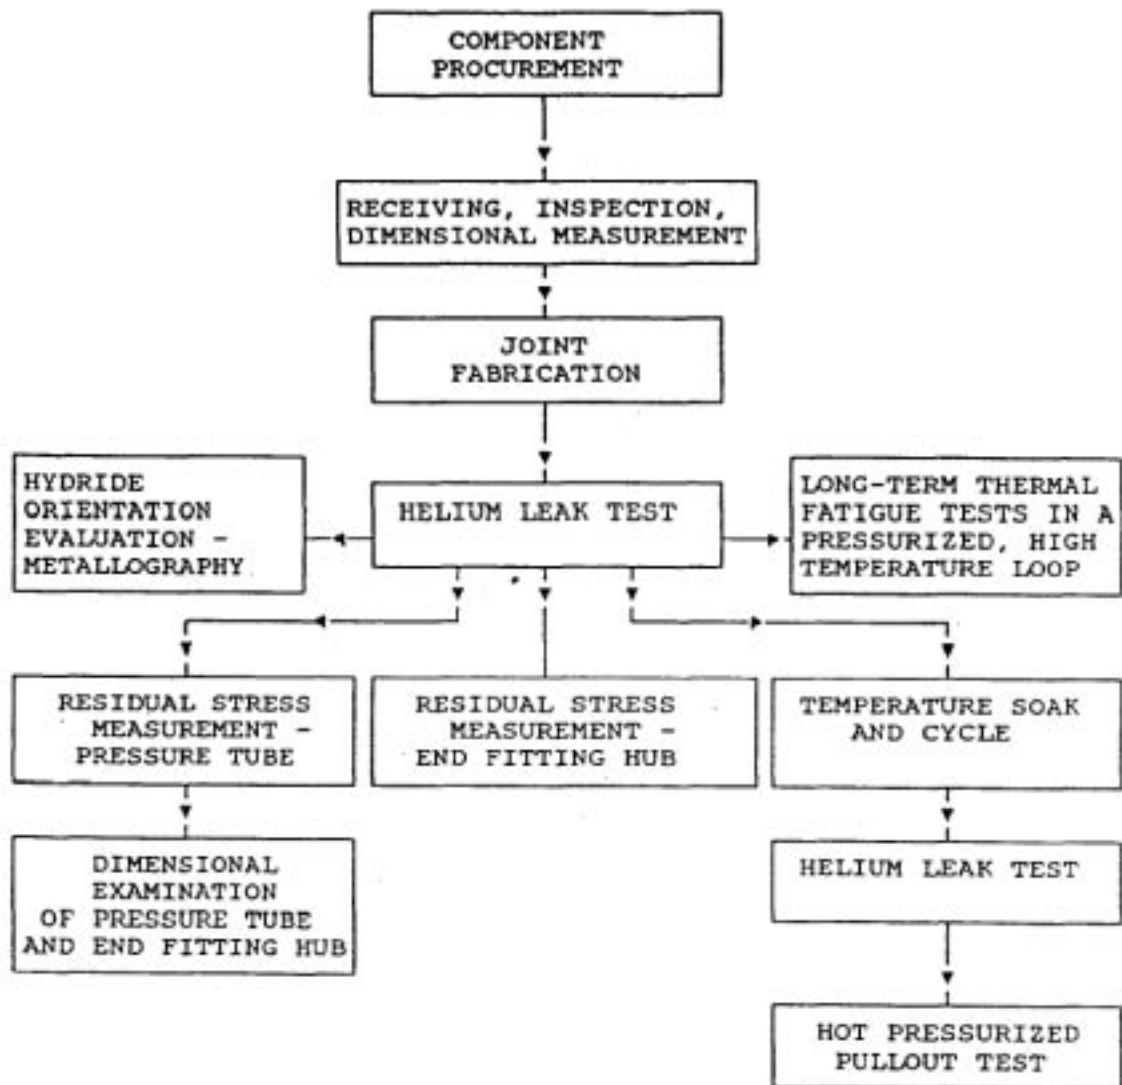 COMPONENT
PROCUREMENT
RECEIVING, INSPECTION,
DIMENSIONAL MEASUREMENT
JOINT
FABRICATION
HYDRIDE
ORIENTATION
EVALUATION -
METALLOGRAPHY
HELIUM LEAK TEST
LONG-TERM THERMAL
FATIGUE TESTS IN A
PRESSURIZED, HIGH
TEMPERATURE LOOP
RESIDUAL STRESS
MEASUREMENT -
PRESSURE TUBE
RESIDUAL STRESS
MEASUREMENT -
END FITTING HUB
TEMPERATURE SOAK
AND CYCLE
DIMENSIONAL
EXAMINATION
OF PRESSURE TUBE
AND END FITTING HUB
HELIUM LEAK TEST
HOT PRESSURIZED
PULLOUT TEST